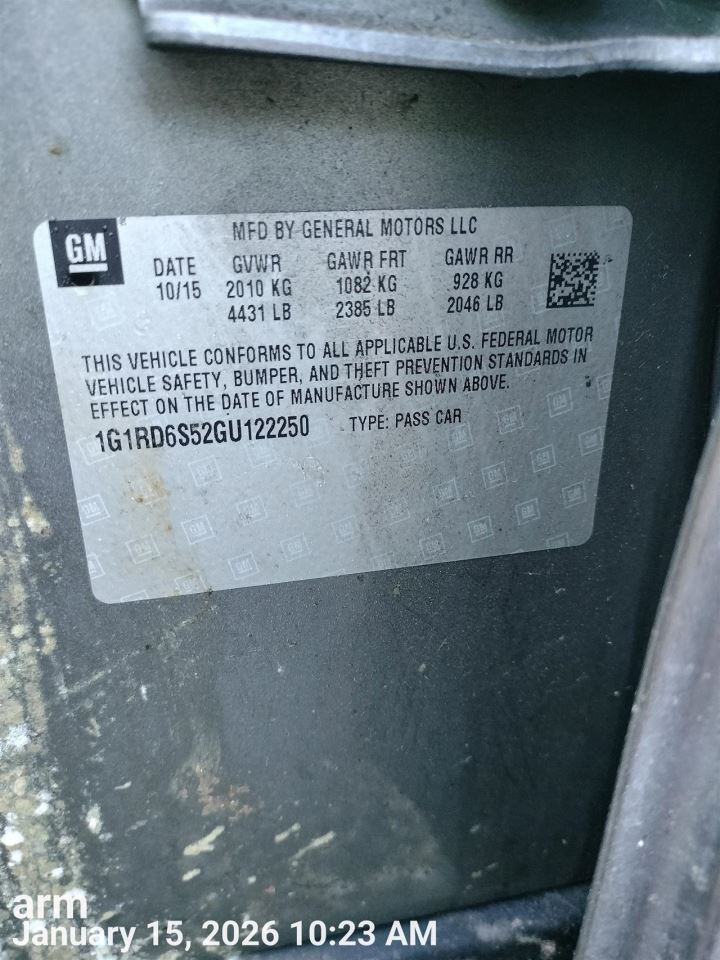 GM
MFD BY GENERAL MOTORS LLC
DATE GVWR GAWR FRT GAWR RR
10/15 2010 KG 1082 KG 928 KG
4431 LB 2385 LB 2046 LB
THIS VEHICLE CONFORMS TO ALL APPLICABLE U.S. FEDERAL MOTOR
VEHICLE SAFETY, BUMPER, AND THEFT PREVENTION STANDARDS IN
EFFECT ON THE DATE OF MANUFACTURE SHOWN ABOVE.
1G1RD6S52GU122250 TYPE: PASS CAR
arm
January 15, 2026 10:23 AM